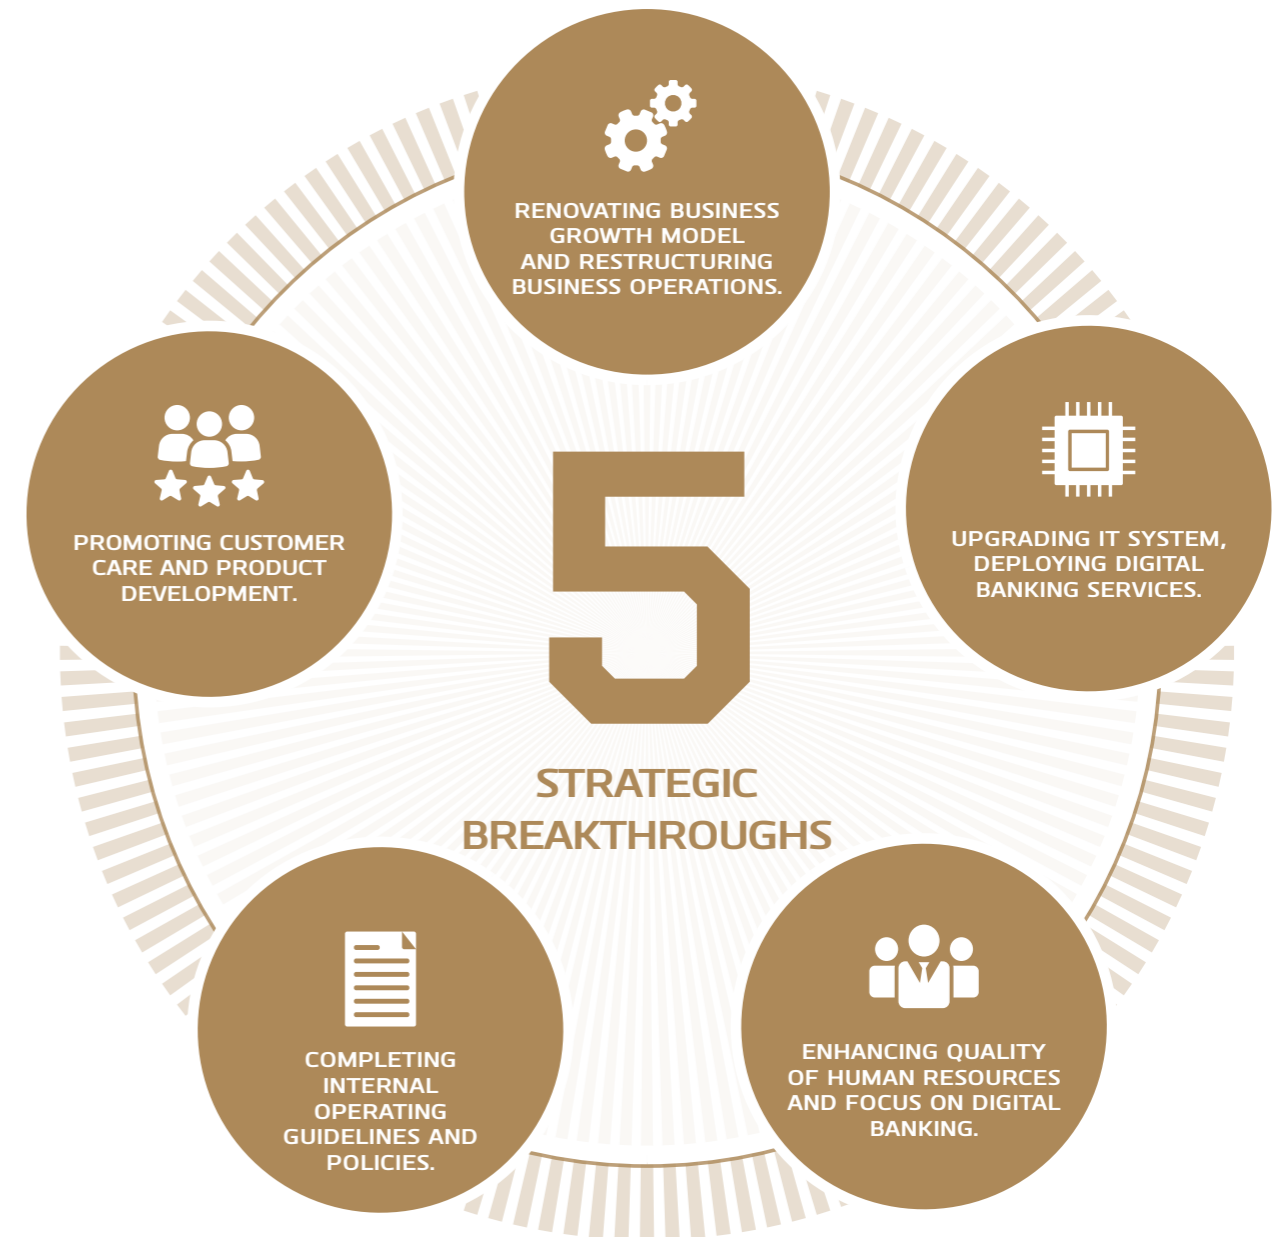 RENOVATING BUSINESS
GROWTH MODEL
AND RESTRUCTURING
BUSINESS OPERATIONS.
PROMOTING CUSTOMER
CARE AND PRODUCT
DEVELOPMENT.
UPGRADING IT SYSTEM,
DEPLOYING DIGITAL
BANKING SERVICES.
5
STRATEGIC
BREAKTHROUGHS
COMPLETING
INTERNAL
OPERATING
GUIDELINES AND
POLICIES.
ENHANCING QUALITY
OF HUMAN RESOURCES
AND FOCUS ON DIGITAL
BANKING.